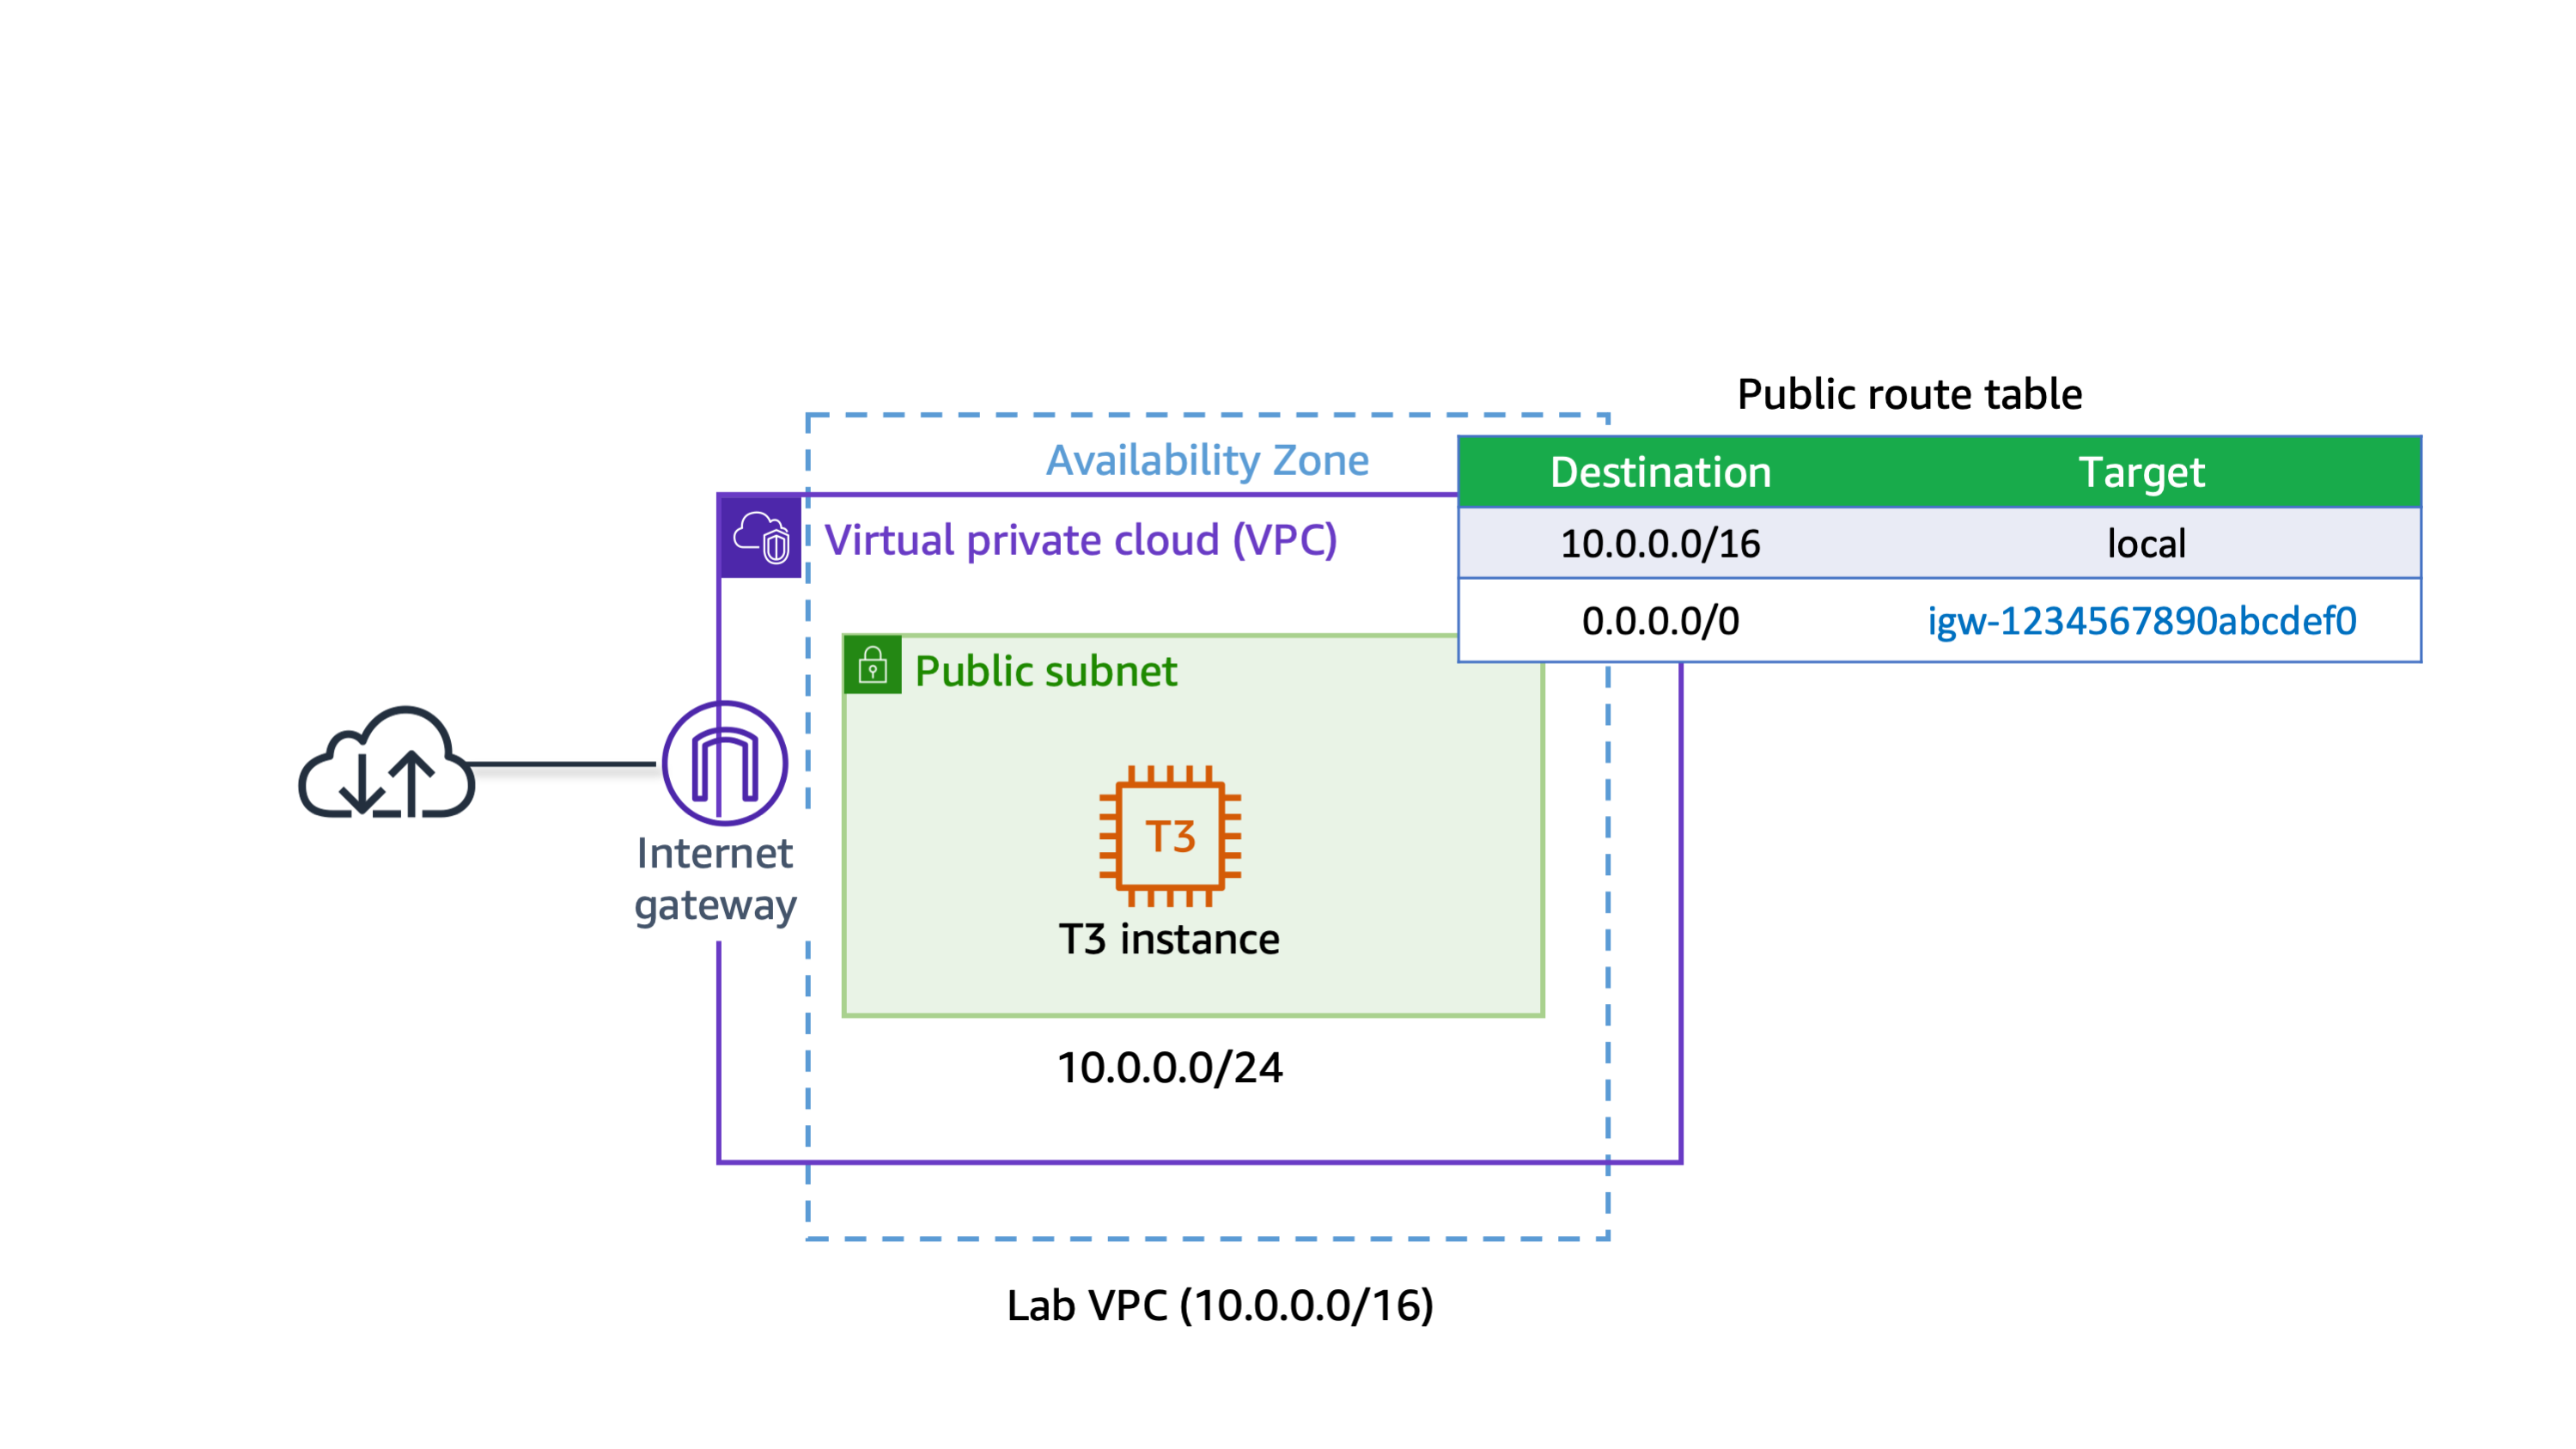 Public route table
Availability Zone
Destination Target
Virtual private cloud (VPC)
10.0.0.0/16 local
0.0.0.0/0 igw-1234567890abcdef0
Public subnet
T3
Internet
gateway
T3 instance
10.0.0.0/24
Lab VPC (10.0.0.0/16)